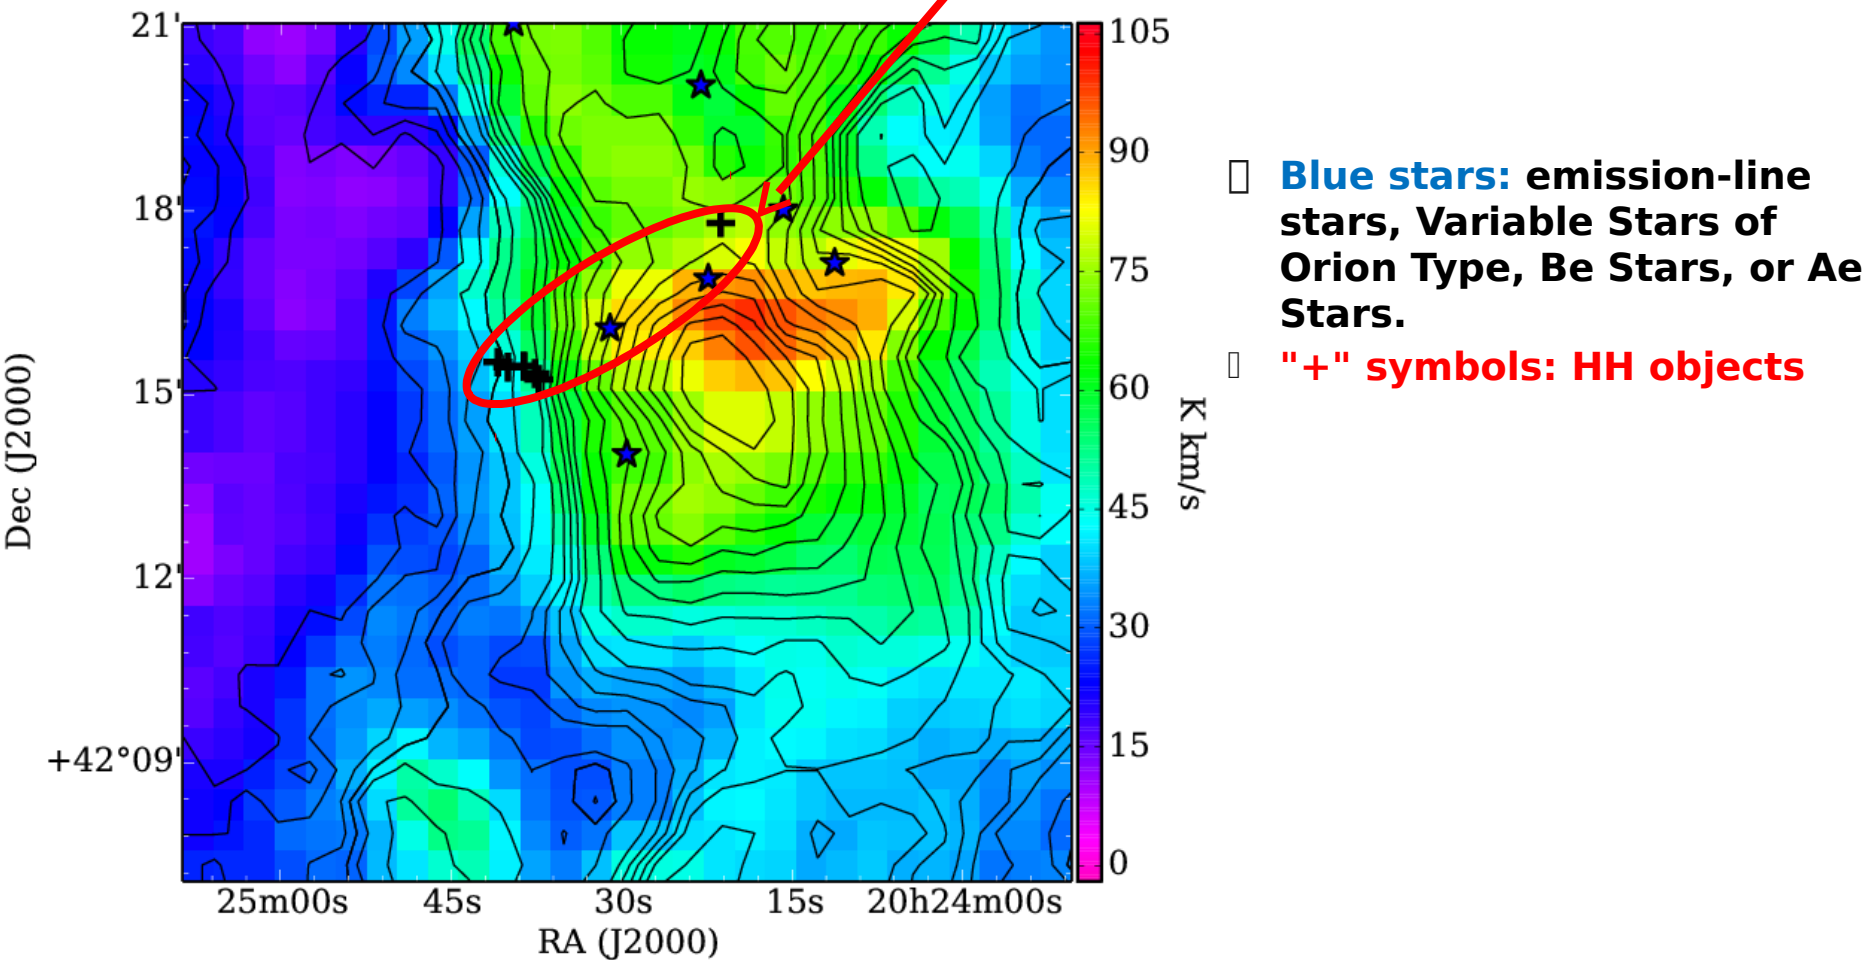 21'
18'
15'
12'
+42°09'
Dec (J2000)
25m00s 45s 30s 15s 20h24m00s
RA (J2000)
105
90
75
60
45
30
15
0
K km/s
Blue stars: emission-line
stars, Variable Stars of
Orion Type, Be Stars, or Ae
Stars.
"+" symbols: HH objects